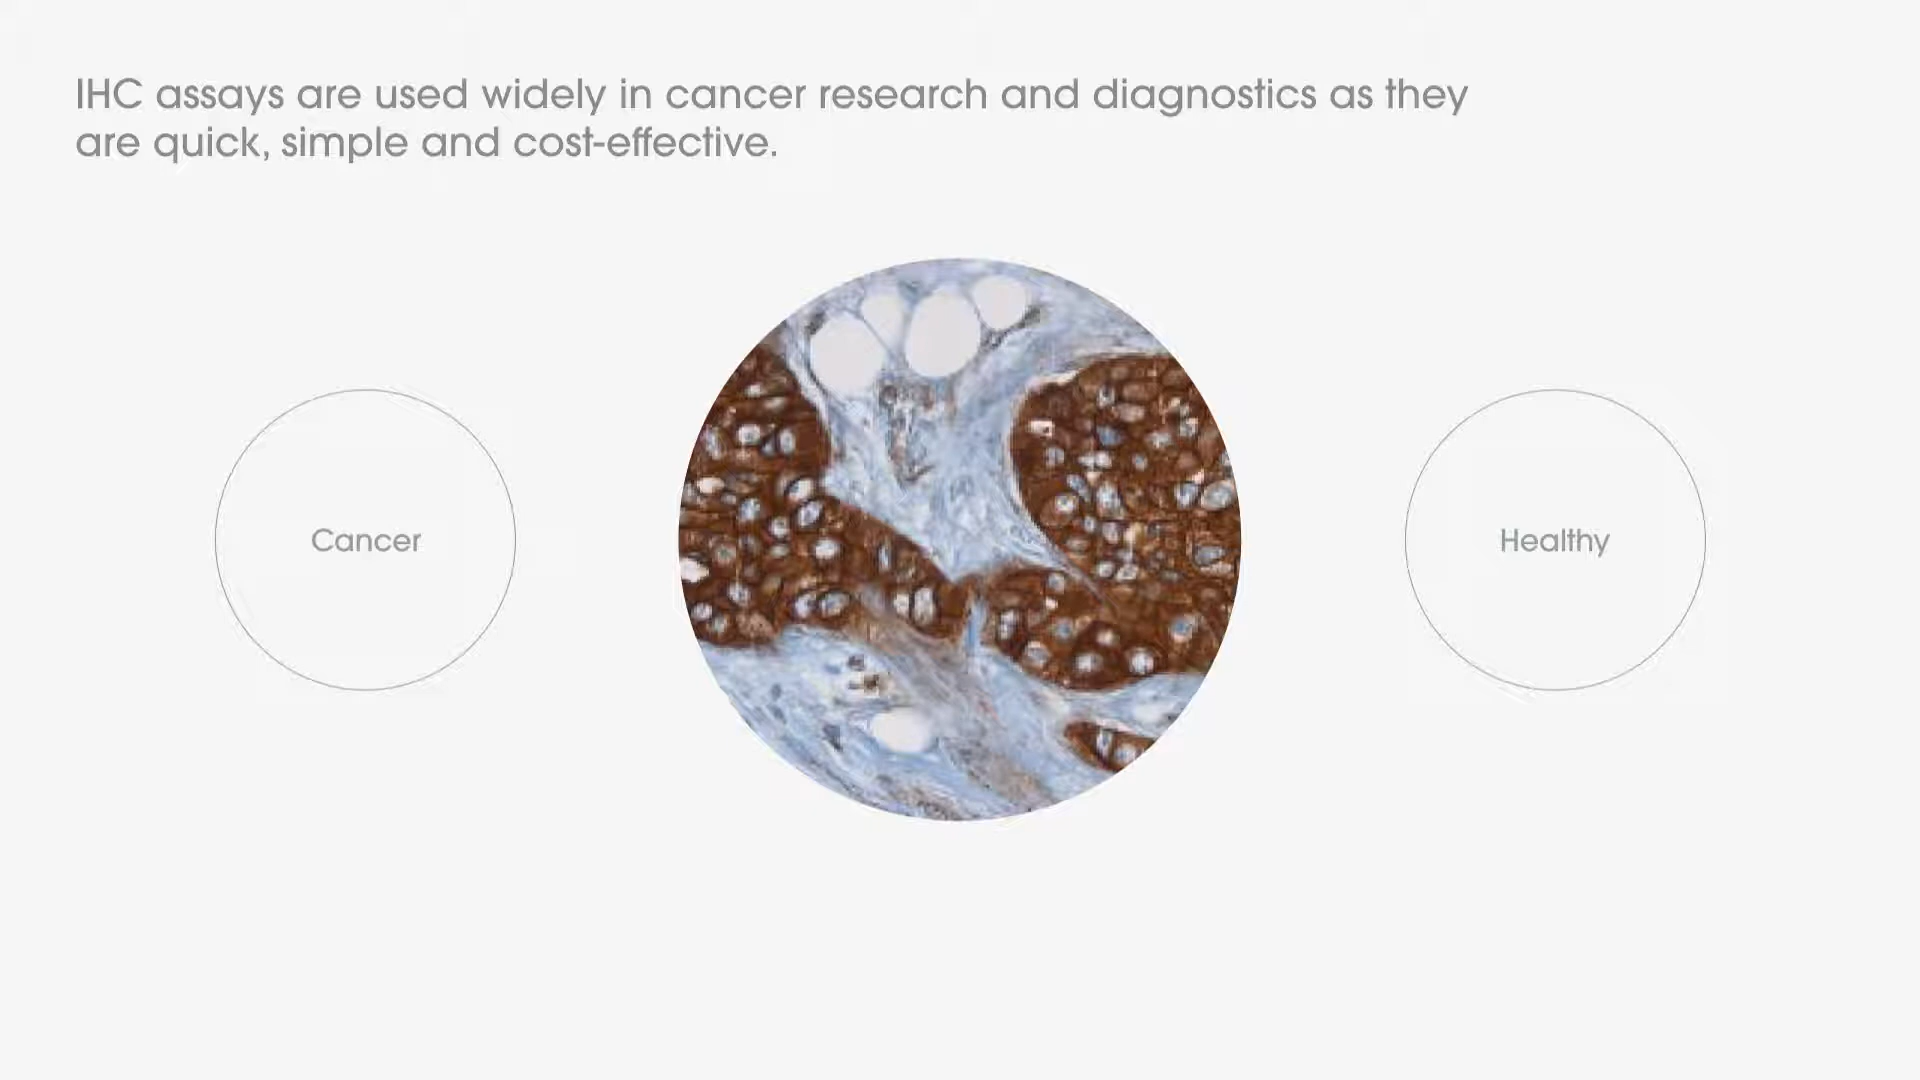 IHC assays are used widely in cancer research and diagnostics as they
are quick, simple and cost-effective.
Cancer
Healthy